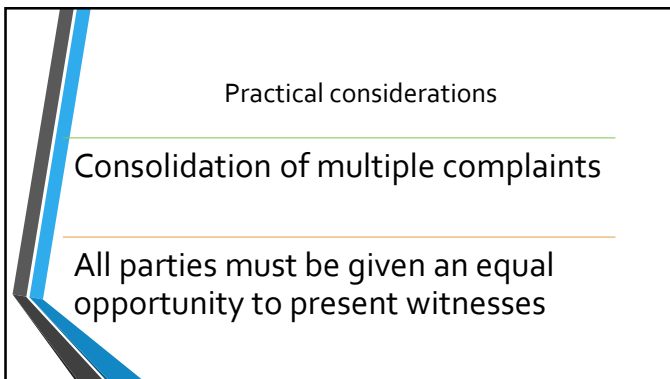 Practical considerations
Consolidation of multiple complaints
All parties must be given an equal
opportunity to present witnesses